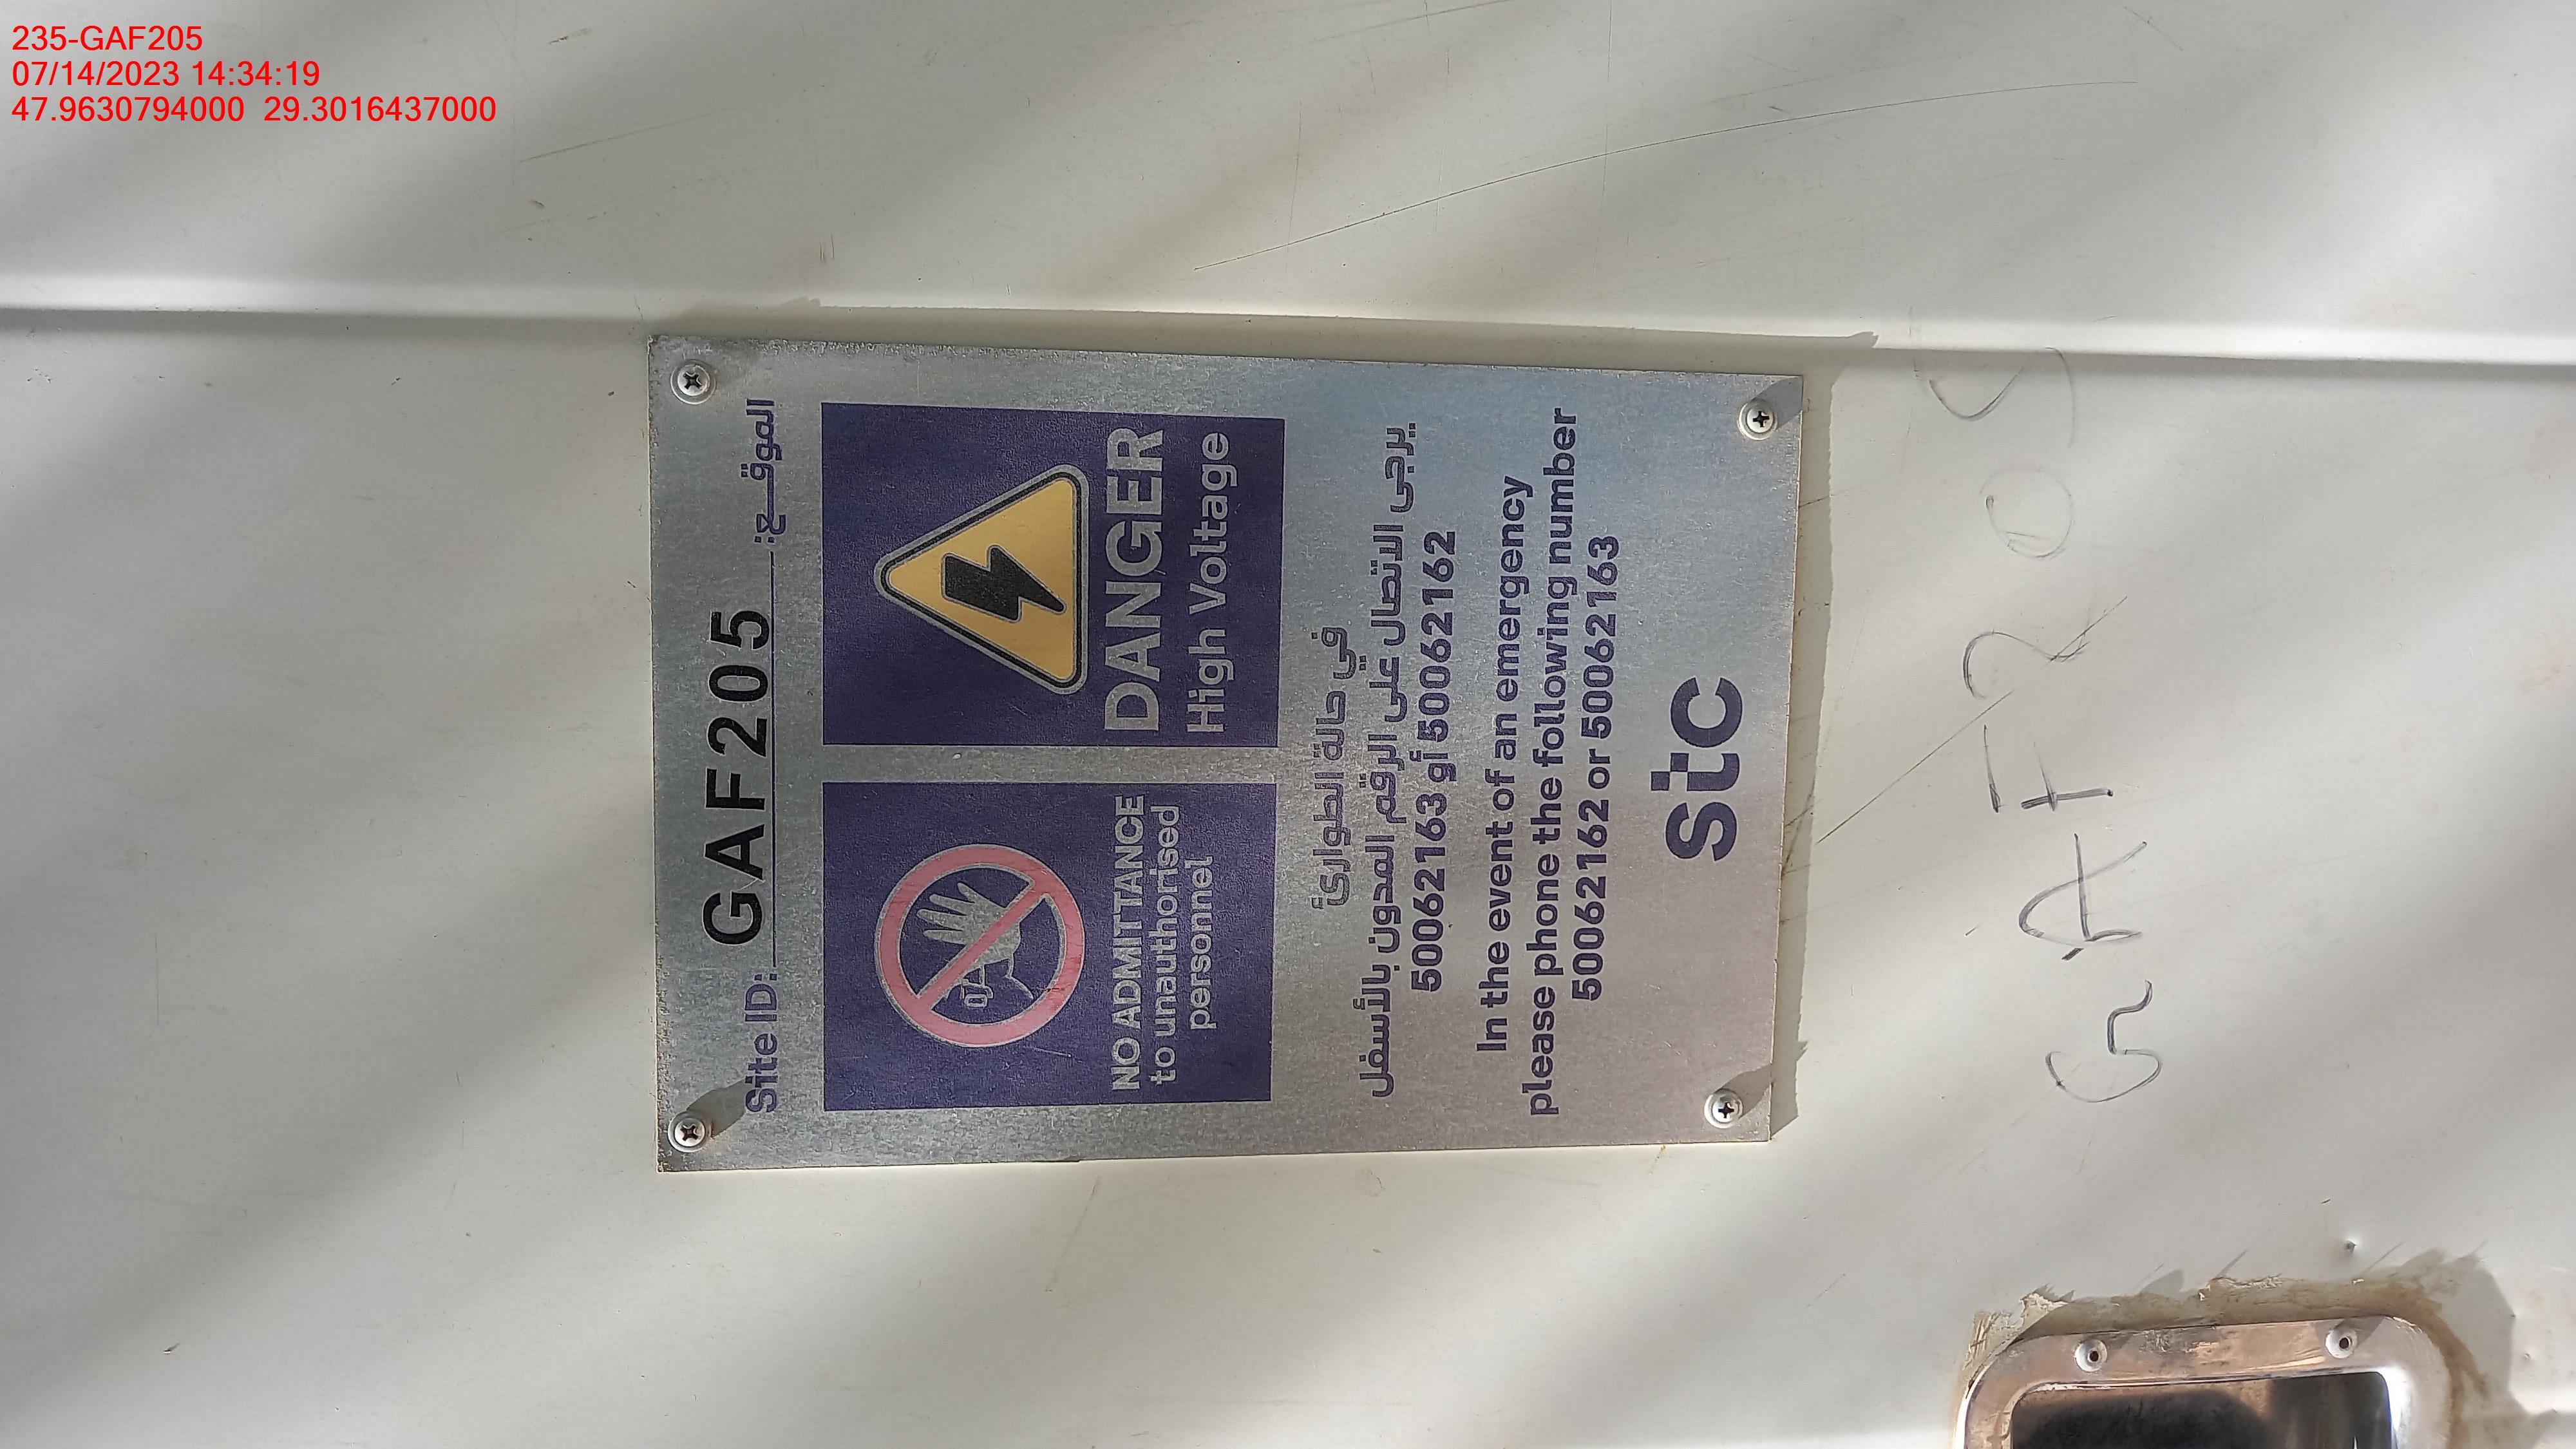 235-GAF205
07/14/2023 14:34:19
47.9630794000 29.3016437000
Site ID: GAF205 الموقـــع:
NO ADMITTANCE
to unauthorised
personnel
DANGER
High Voltage
في حالة الطوارئ
يرجى الاتصال على الرقم المدون بالأسفل
50062163 أو 50062162
In the event of an emergency
please phone the following number
50062162 or 50062163
stc